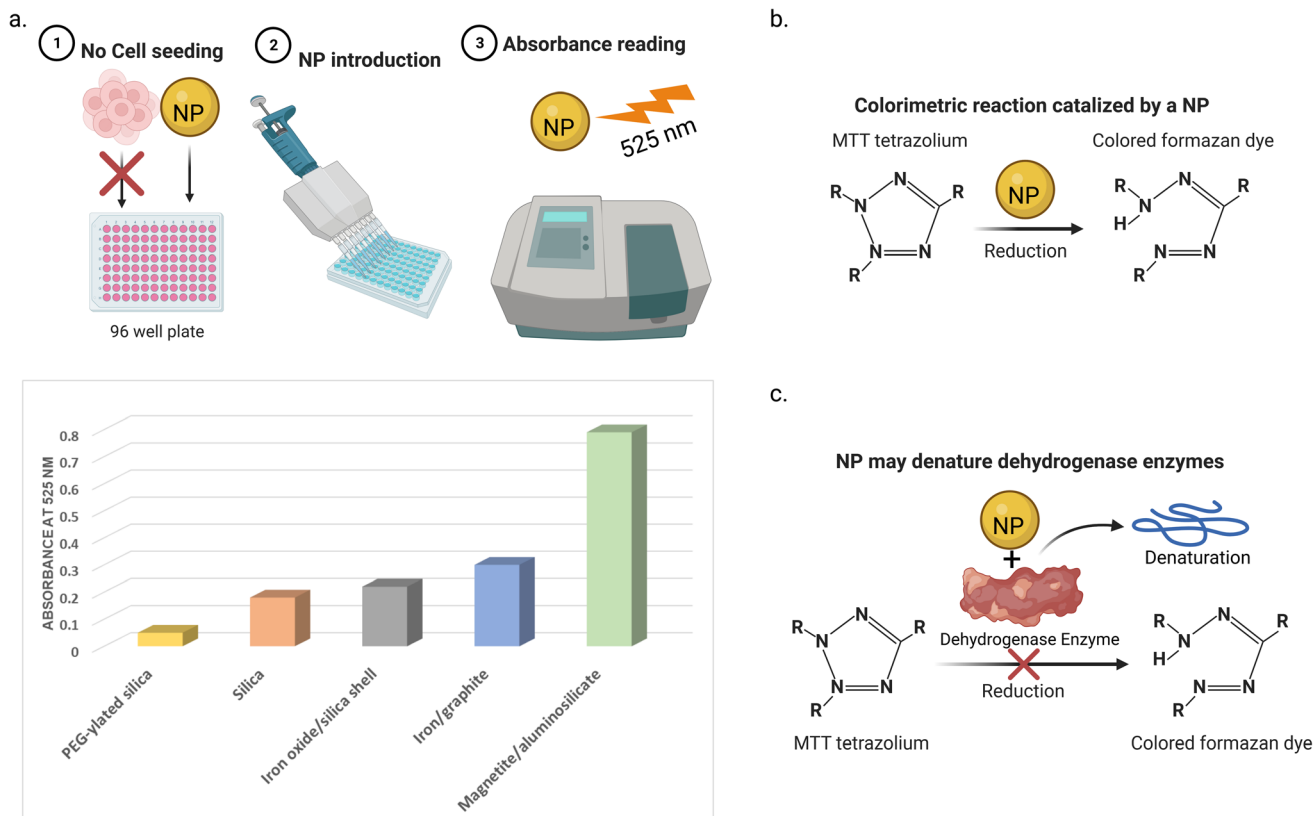 a.
1
No Cell seeding
NP
96 well plate
2
NP introduction
3
Absorbance reading
NP
525 nm
ABSORBANCE AT 525 NM
0.8
0.7
0.6
0.5
0.4
0.3
0.2
0.1
0
PEG-ylated silica
Silica
Iron oxide/silica shell
Iron/graphite
Magnetite/aluminosilicate
b.
Colorimetric reaction catalized by a NP
MTT tetrazolium
Colored formazan dye
R
N
R
N
N
N
R
NP
Reduction
R
N
R
N
H
N
N
R
c.
NP may denature dehydrogenase enzymes
NP
+
Denaturation
Dehydrogenase Enzyme
Reduction
R
N
R
N
N
N
R
MTT tetrazolium
R
N
R
N
H
N
N
R
Colored formazan dye